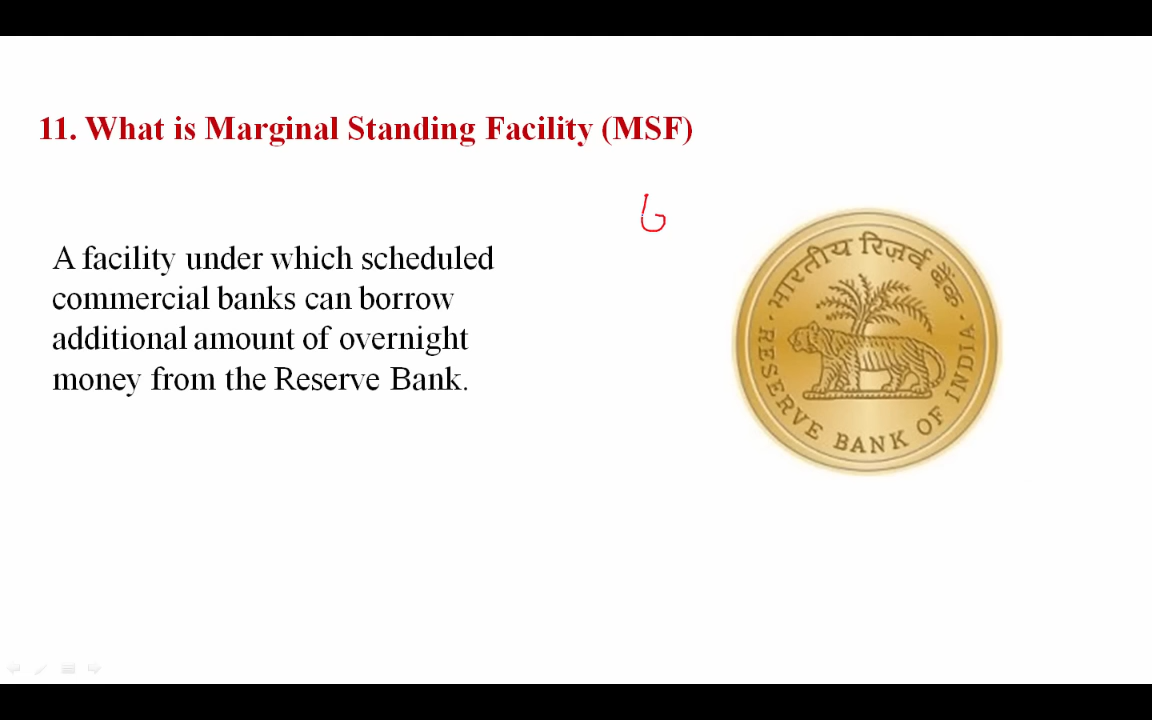 11. What is Marginal Standing Facility (MSF)
6
A facility under which scheduled
commercial banks can borrow
additional amount of overnight
money from the Reserve Bank.
भारतीय रिज़र्व बैंक
RESERVE BANK OF INDIA